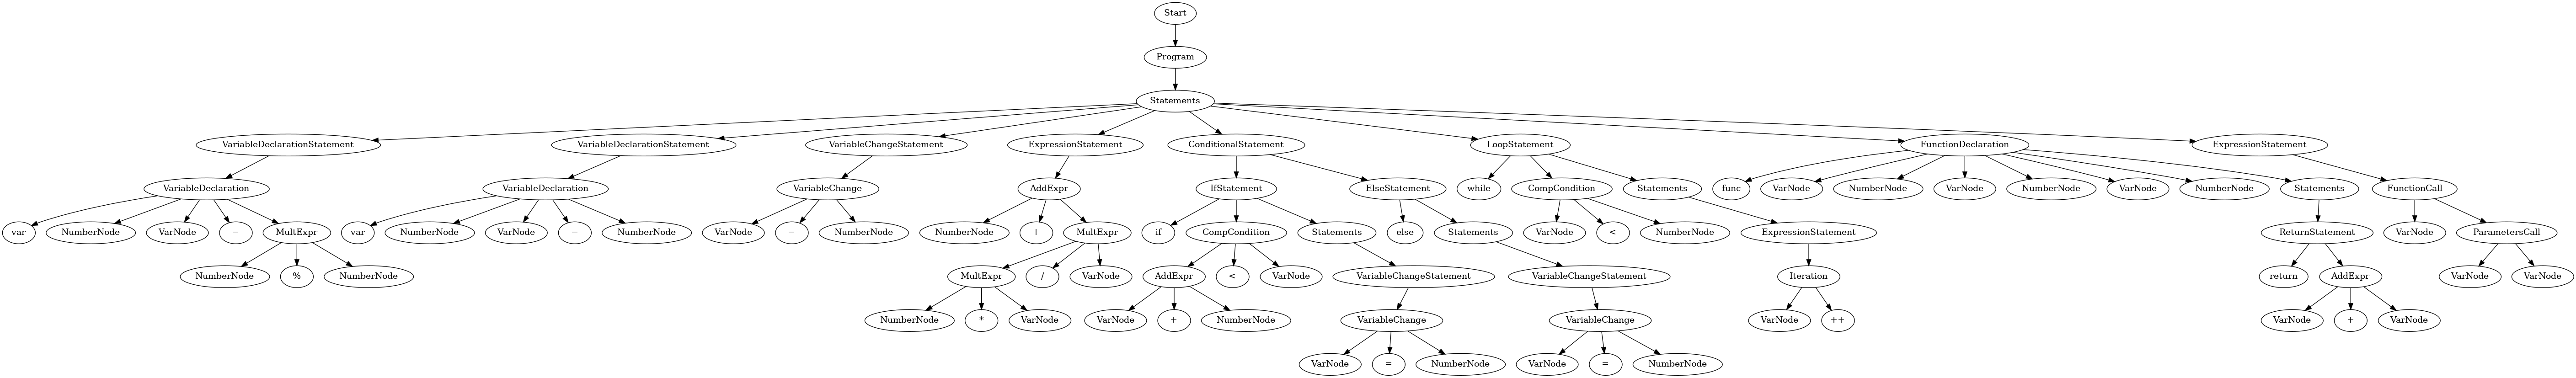 Start
Program
Statements
VariableDeclarationStatement VariableDeclarationStatement VariableChangeStatement ExpressionStatement ConditionalStatement LoopStatement FunctionDeclaration ExpressionStatement
VariableDeclaration VariableDeclaration VariableChange AddExpr IfStatement ElseStatement while CompCondition Statements func VarNode NumberNode VarNode NumberNode VarNode NumberNode Statements FunctionCall
var NumberNode VarNode = MultExpr var NumberNode VarNode = NumberNode VarNode = NumberNode NumberNode + MultExpr if CompCondition Statements else Statements VarNode < NumberNode ExpressionStatement ReturnStatement VarNode ParametersCall
NumberNode % NumberNode MultExpr / VarNode AddExpr < VarNode VariableChangeStatement VariableChangeStatement Iteration return AddExpr VarNode VarNode
NumberNode * VarNode VarNode + NumberNode VariableChange VariableChange VarNode ++ VarNode + VarNode
VarNode = NumberNode VarNode = NumberNode